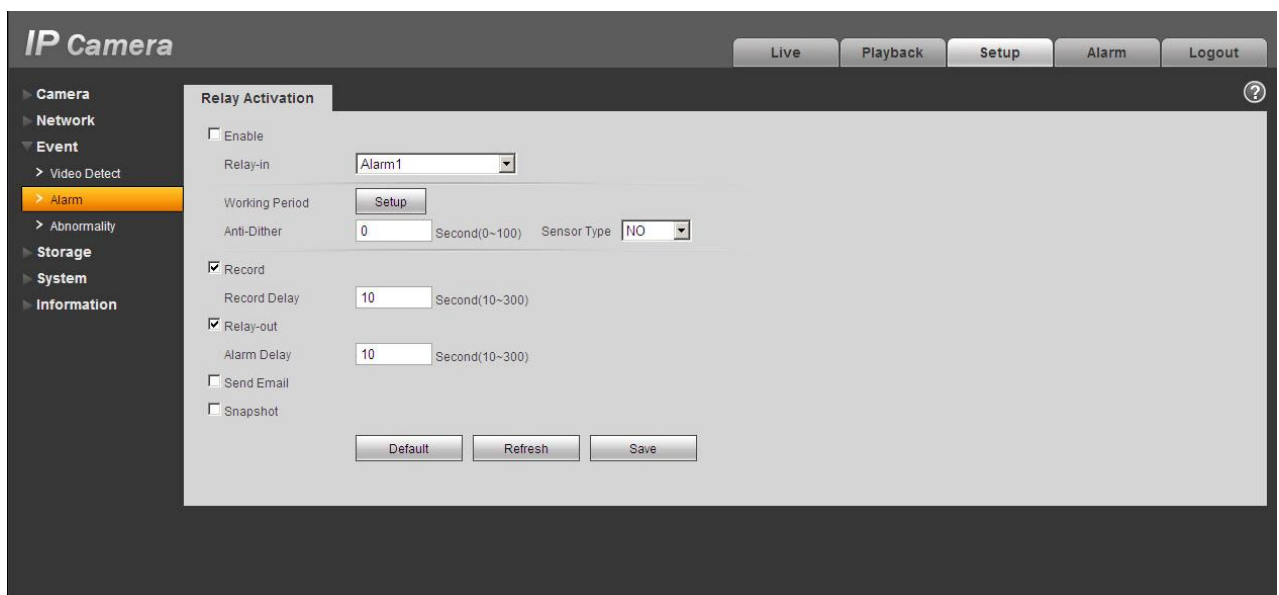 IP Camera
Live Playback Setup Alarm Logout
Camera
Network
Event
> Video Detect
> Alarm
> Abnormality
Storage
System
Information
Relay Activation
?
Enable
Relay-in Alarm1
Working Period Setup
Anti-Dither 0 Second(0~100) Sensor Type NO
Record
Record Delay 10 Second(10~300)
Relay-out
Alarm Delay 10 Second(10~300)
Send Email
Snapshot
Default Refresh Save